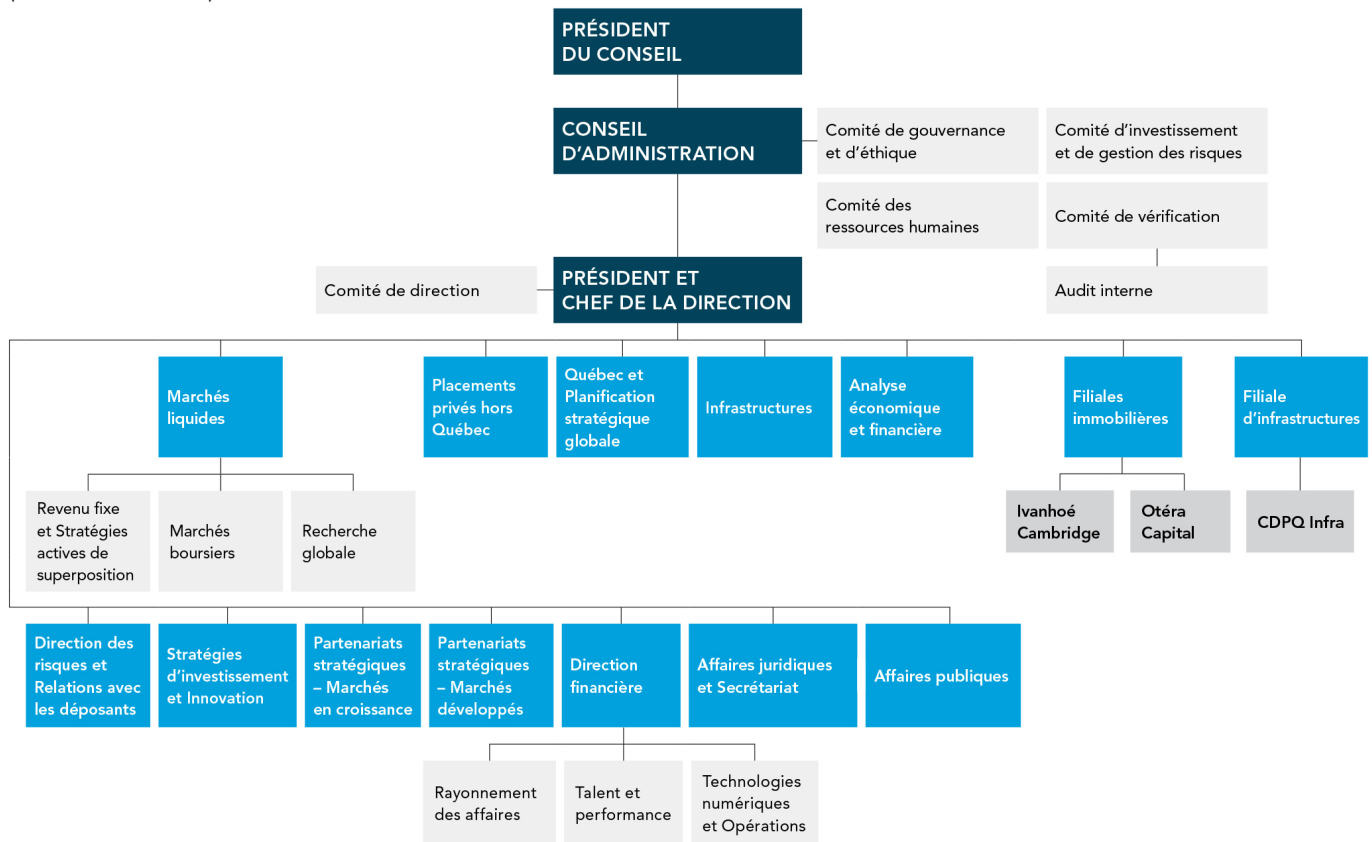 PRÉSIDENT
DU CONSEIL
CONSEIL
D'ADMINISTRATION
Comité de gouvernance
et d'éthique
Comité d'investissement
et de gestion des risques
Comité des
ressources humaines
Comité de vérification
Comité de direction
PRÉSIDENT ET
CHEF DE LA DIRECTION
Audit interne
Marchés
liquides
Placements
privés hors
Québec
Québec et
Planification
stratégique
globale
Infrastructures
Analyse
économique
et financière
Filiales
immobilières
Filiale
d'infrastructures
Revenu fixe
et Stratégies
actives de
superposition
Marchés
boursiers
Recherche
globale
Ivanhoé
Cambridge
Otéra
Capital
CDPQ Infra
Direction des
risques et
Relations avec
les déposants
Stratégies
d'investissement
et Innovation
Partenariats
stratégiques
– Marchés
en croissance
Partenariats
stratégiques
– Marchés
développés
Direction
financière
Affaires juridiques
et Secrétariat
Affaires publiques
Rayonnement
des affaires
Talent et
performance
Technologies
numériques
et Opérations